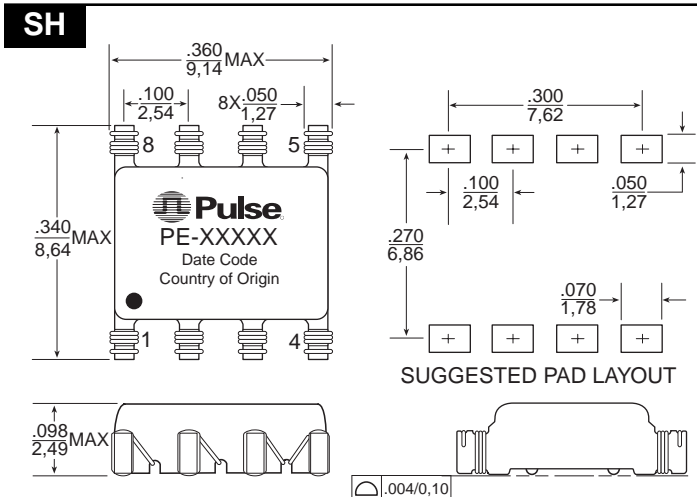 SH
.360
9,14 MAX
.100
2,54
8X .050
1,27
8
5
.340
8,64 MAX
Pulse
PE-XXXXX
Date Code
Country of Origin
1
4
.300
7,62
.100
2,54
.050
1,27
.270
6,86
.070
1,78
SUGGESTED PAD LAYOUT
.098
2,49 MAX
.004/0,10